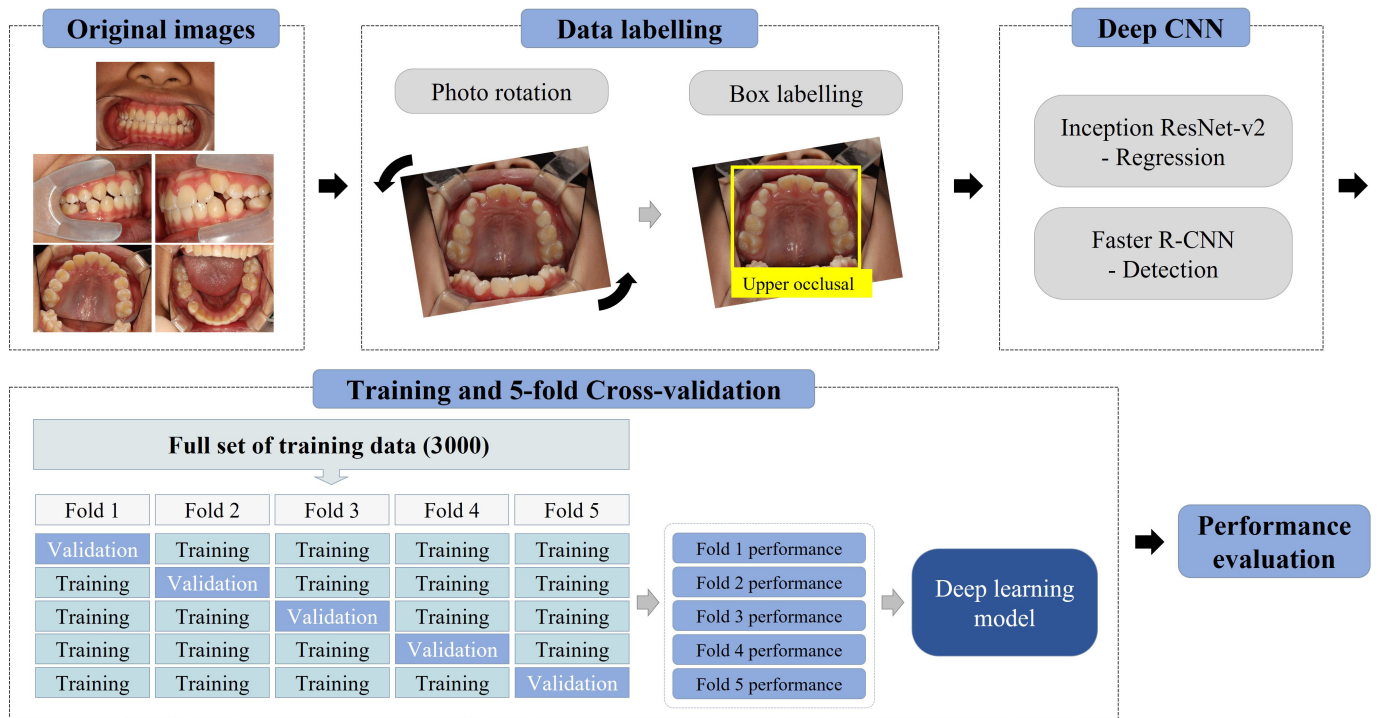 Original images
Data labelling
Deep CNN
Photo rotation
Box labelling
Upper occlusal
Inception ResNet-v2
- Regression
Faster R-CNN
- Detection
Training and 5-fold Cross-validation
Full set of training data (3000)
Fold 1 Fold 2 Fold 3 Fold 4 Fold 5
Validation Training Training Training Training
Training Validation Training Training Training
Training Training Validation Training Training
Training Training Training Validation Training
Training Training Training Training Validation
Fold 1 performance
Fold 2 performance
Fold 3 performance
Fold 4 performance
Fold 5 performance
Deep learning
model
Performance
evaluation